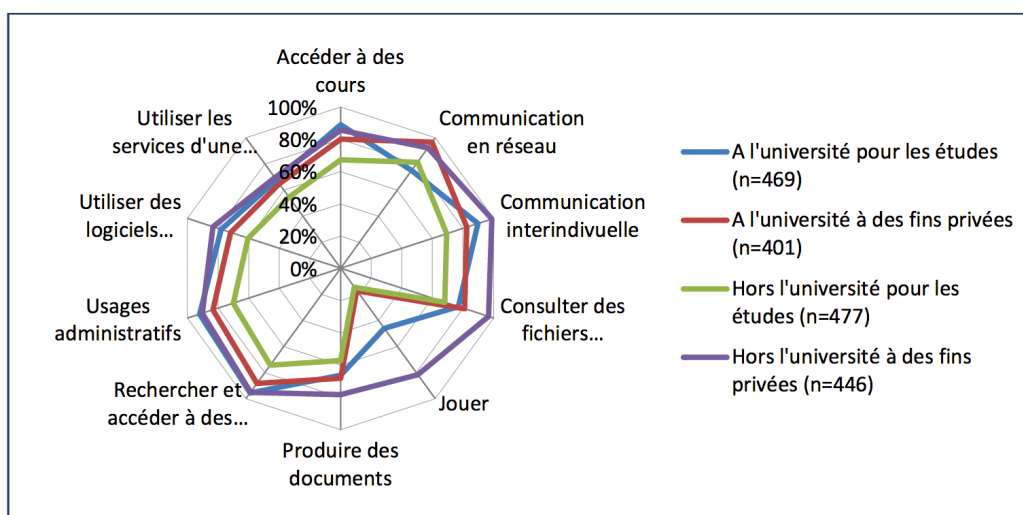 Accéder à des
cours
Communication
en réseau
Communication
interindivuelle
Consulter des
fichiers...
Jouer
Produire des
documents
Rechercher et
accéder à des...
Usages
administratifs
Utiliser des
logiciels...
Utiliser les
services d'une...
100%
80%
60%
40%
20%
0%
A l'université pour les études
(n=469)
A l'université à des fins privées
(n=401)
Hors l'université pour les
études (n=477)
Hors l'université à des fins
privées (n=446)